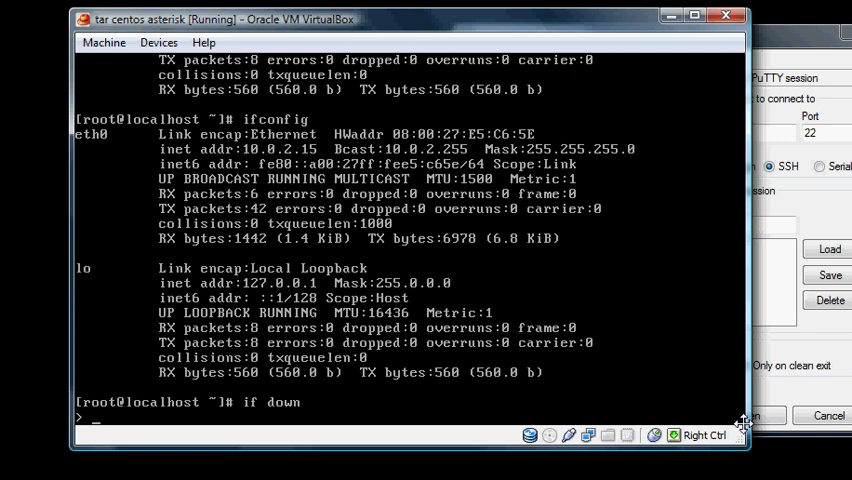 tar centos asterisk [Running] - Oracle VM VirtualBox
Machine Devices Help
TX packets:8 errors:0 dropped:0 overruns:0 carrier:0
collisions:0 txqueuelen:0
RX bytes:560 (560.0 b) TX bytes:560 (560.0 b)
[root@localhost ~]# ifconfig
eth0 Link encap:Ethernet HWaddr 08:00:27:E5:C6:5E
inet addr:10.0.2.15 Bcast:10.0.2.255 Mask:255.255.255.0
inet6 addr: fe80::a00:27ff:fee5:c65e/64 Scope:Link
UP BROADCAST RUNNING MULTICAST MTU:1500 Metric:1
RX packets:6 errors:0 dropped:0 overruns:0 frame:0
TX packets:42 errors:0 dropped:0 overruns:0 carrier:0
collisions:0 txqueuelen:1000
RX bytes:1442 (1.4 KiB) TX bytes:6978 (6.8 KiB)
lo Link encap:Local Loopback
inet addr:127.0.0.1 Mask:255.0.0.0
inet6 addr: ::1/128 Scope:Host
UP LOOPBACK RUNNING MTU:16436 Metric:1
RX packets:8 errors:0 dropped:0 overruns:0 frame:0
TX packets:8 errors:0 dropped:0 overruns:0 carrier:0
collisions:0 txqueuelen:0
RX bytes:560 (560.0 b) TX bytes:560 (560.0 b)
[root@localhost ~]# if down
> _
Right Ctrl
PuTTY session
t to connect to
Port
22
SSH Serial
Load
Save
Delete
Only on clean exit
Cancel